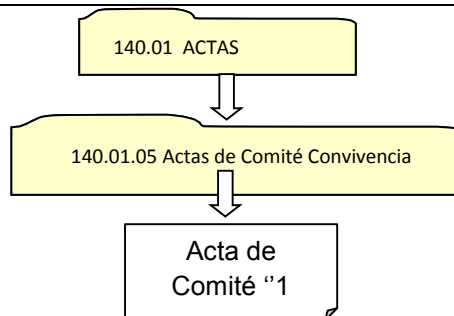 140.01 ACTAS
140.01.05 Actas de Comité Convivencia
Acta de
Comité ‘’1